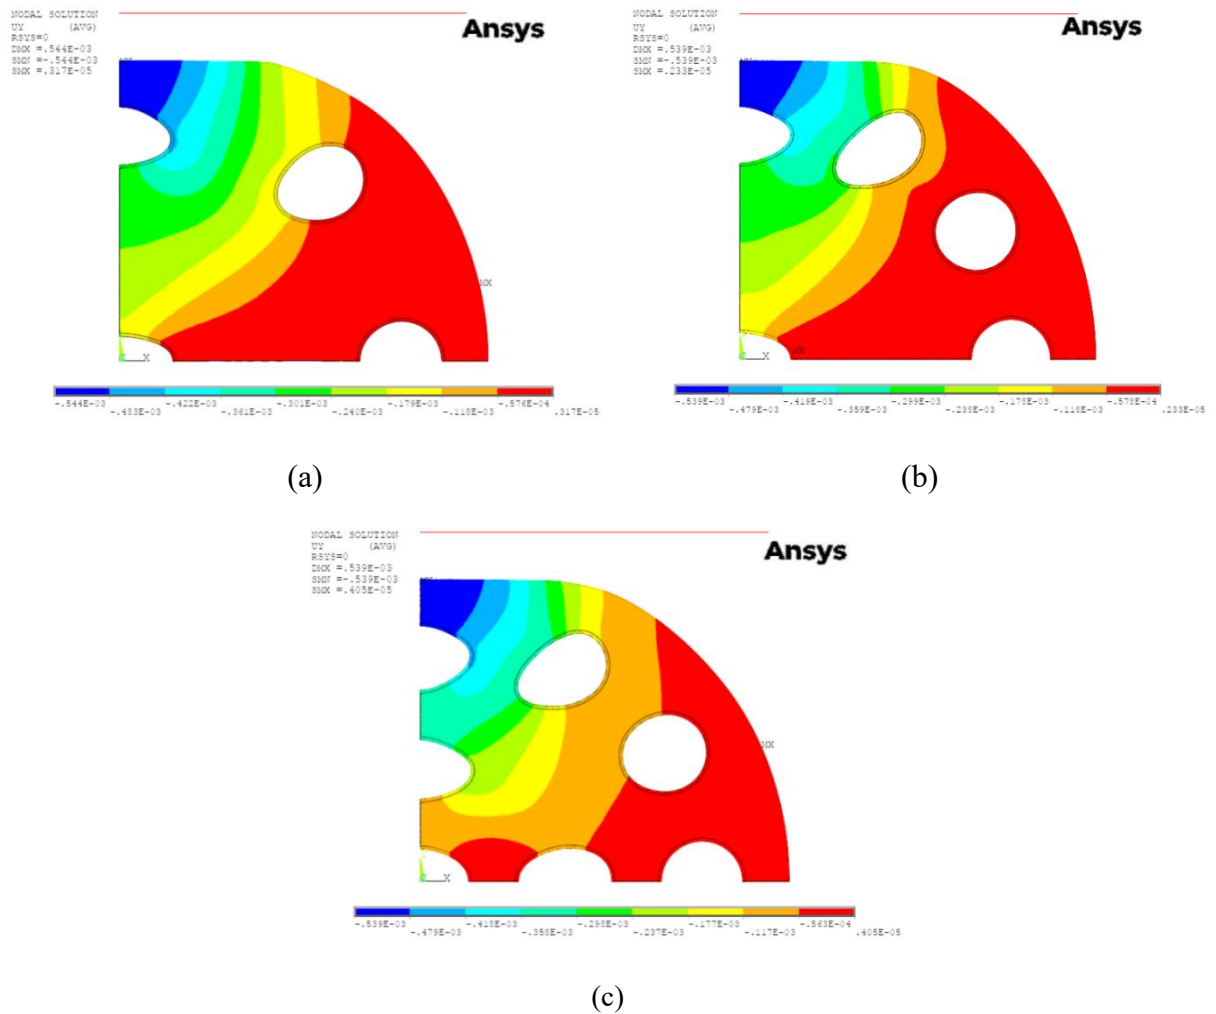 NODAL SOLUTION
UY (AVG)
RSYS=0
DMX =.544E-03
SMN =-.544E-03
SMX =.317E-05
Ansys
MX
X
-.544E-03
-.483E-03
-.422E-03
-.361E-03
-.301E-03
-.240E-03
-.179E-03
-.118E-03
-.576E-04
.317E-05
(a)
NODAL SOLUTION
UY (AVG)
RSYS=0
DMX =.539E-03
SMN =-.539E-03
SMX =.233E-05
Ansys
MX
X
-.539E-03
-.479E-03
-.419E-03
-.359E-03
-.299E-03
-.238E-03
-.178E-03
-.118E-03
-.578E-04
.233E-05
(b)
NODAL SOLUTION
UY (AVG)
RSYS=0
DMX =.539E-03
SMN =-.539E-03
SMX =.405E-05
Ansys
MX
X
-.539E-03
-.479E-03
-.418E-03
-.358E-03
-.298E-03
-.237E-03
-.177E-03
-.117E-03
-.563E-04
.405E-05
(c)